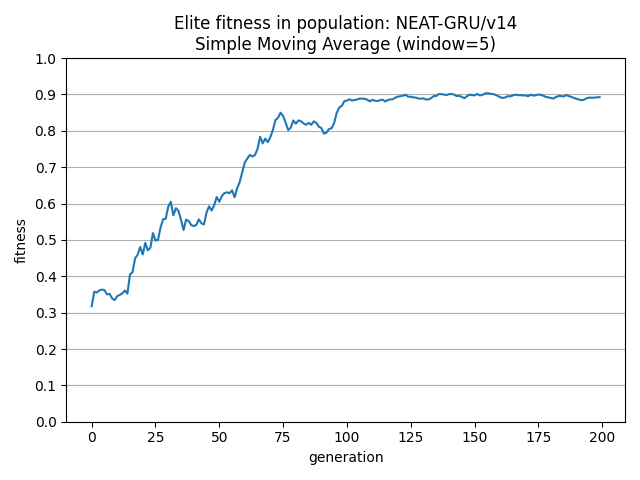 Elite fitness in population: NEAT-GRU/v14
Simple Moving Average (window=5)
1.0
0.9
0.8
0.7
0.6
0.5
0.4
0.3
0.2
0.1
0.0
fitness
0 25 50 75 100 125 150 175 200
generation